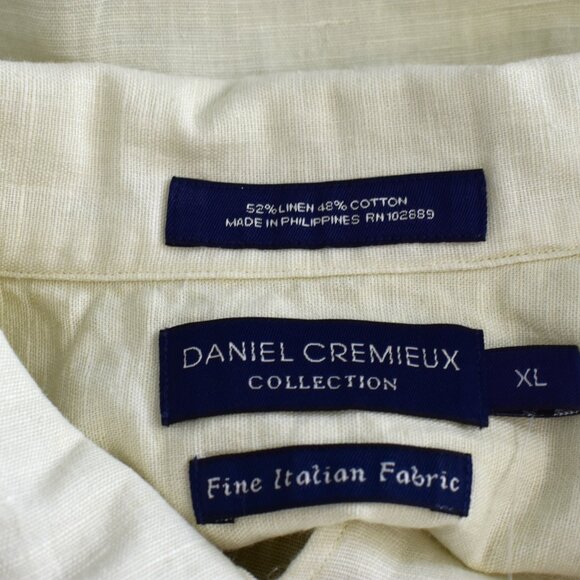 52% LINEN 48% COTTON
MADE IN PHILIPPINES RN 102889
DANIEL CREMIEUX
COLLECTION
XL
Fine Italian Fabric